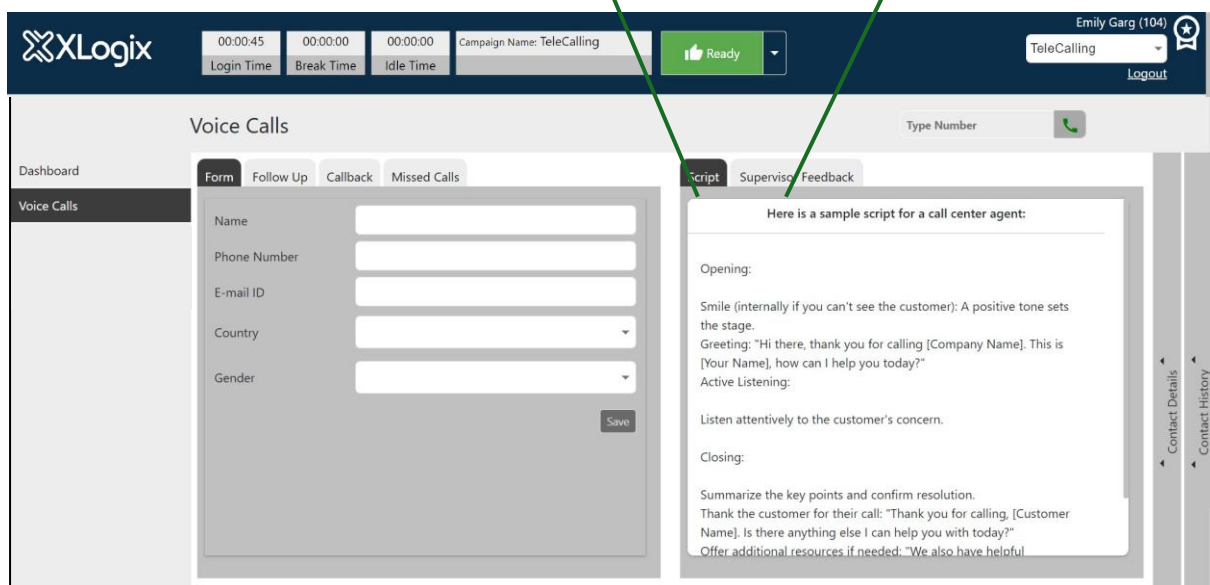 Emily Garg (104)
XLogix
00:00:45
00:00:00
00:00:00
Campaign Name: TeleCalling
Login Time
Break Time
Idle Time
Ready
TeleCalling
Logout
Voice Calls
Type Number
Dashboard
Voice Calls
Form
Follow Up
Callback
Missed Calls
Name
Phone Number
E-mail ID
Country
Gender
Save
Script
Supervisor Feedback
Here is a sample script for a call center agent:
Opening:
Smile (internally if you can't see the customer): A positive tone sets
the stage.
Greeting: "Hi there, thank you for calling [Company Name]. This is
[Your Name], how can I help you today?"
Active Listening:
Listen attentively to the customer's concern.
Closing:
Summarize the key points and confirm resolution.
Thank the customer for their call: "Thank you for calling, [Customer
Name]. Is there anything else I can help you with today?"
Offer additional resources if needed: "We also have helpful
Contact Details
Contact History